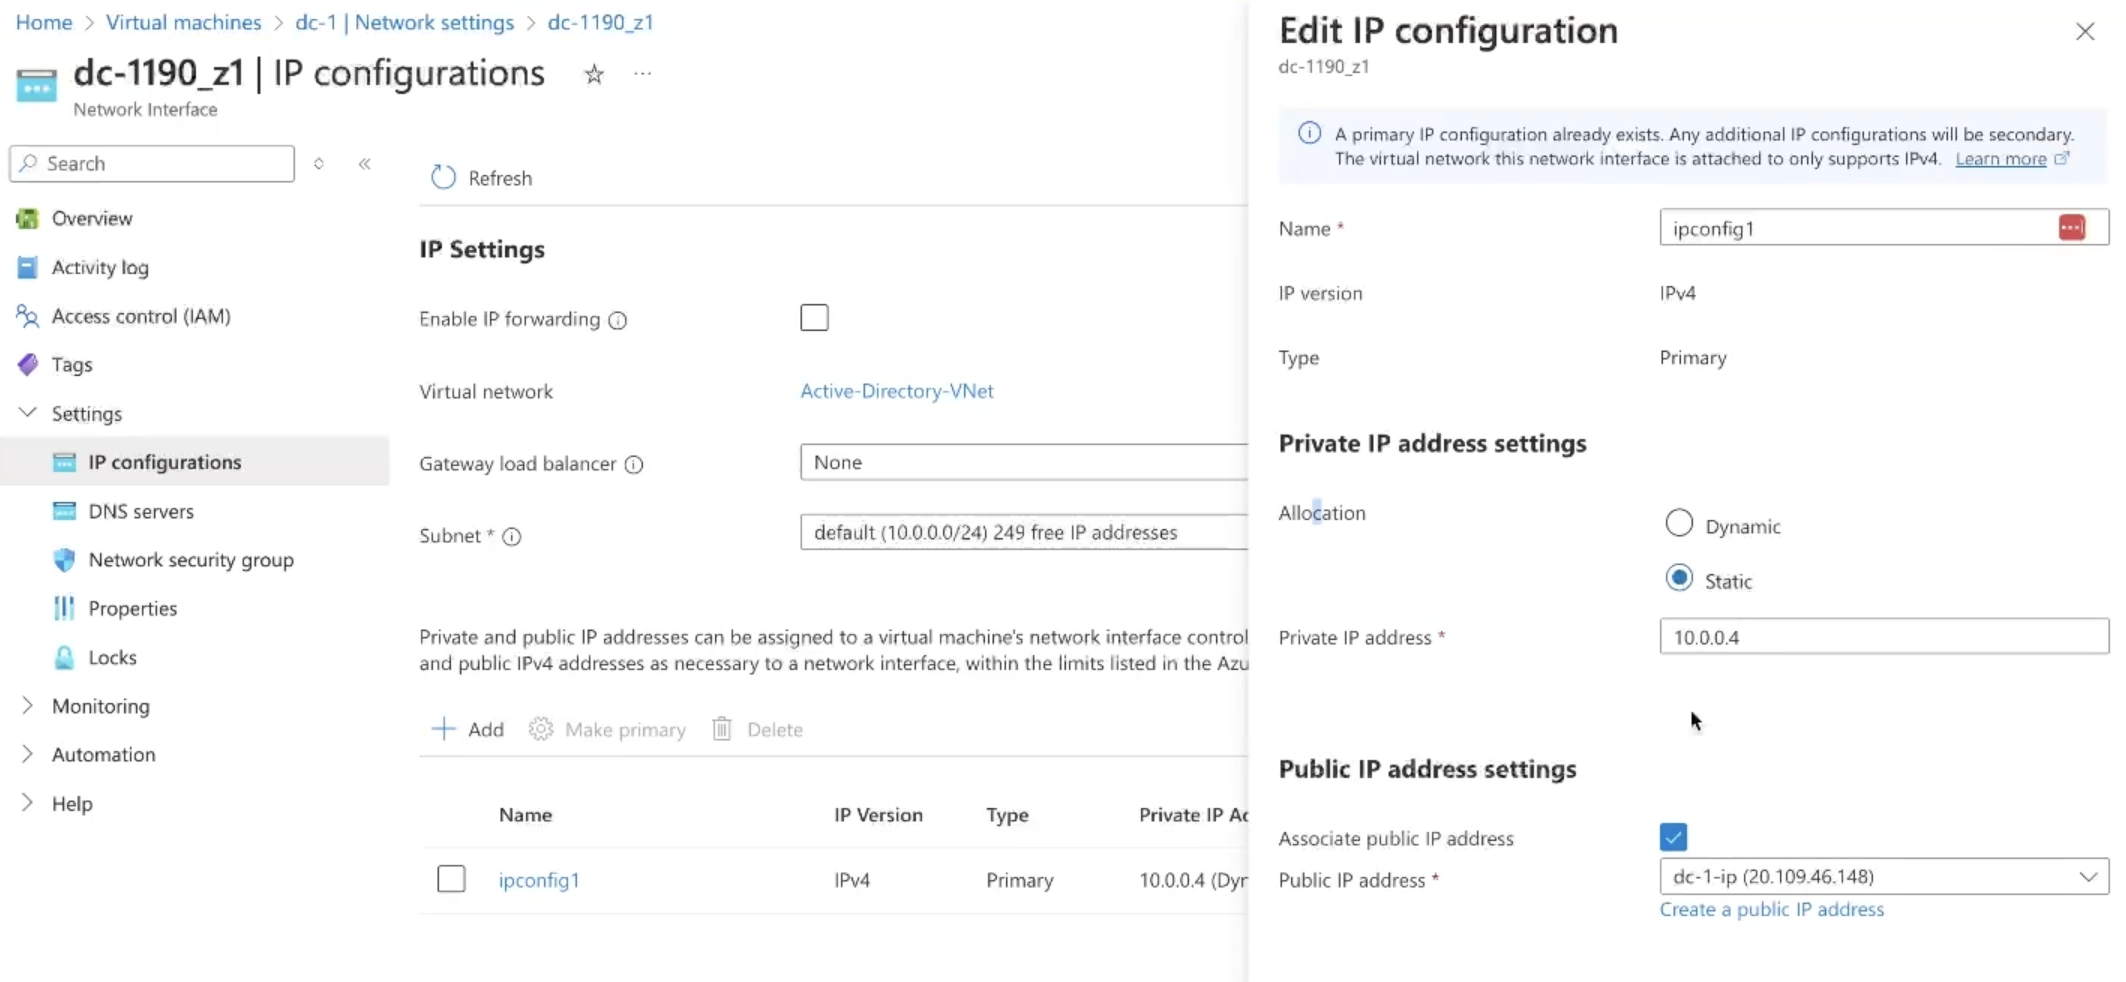 Home > Virtual machines > dc-1 | Network settings > dc-1190_z1
dc-1190_z1 | IP configurations
Network Interface
Search
Overview
Activity log
Access control (IAM)
Tags
Settings
IP configurations
DNS servers
Network security group
Properties
Locks
Monitoring
Automation
Help
Refresh
IP Settings
Enable IP forwarding
Virtual network Active-Directory-VNet
Gateway load balancer None
Subnet * default (10.0.0.0/24) 249 free IP addresses
Private and public IP addresses can be assigned to a virtual machine's network interface control
and public IPv4 addresses as necessary to a network interface, within the limits listed in the Azu
Add Make primary Delete
Name IP Version Type Private IP Ac
ipconfig1 IPv4 Primary 10.0.0.4 (Dyr
Edit IP configuration
dc-1190_z1
A primary IP configuration already exists. Any additional IP configurations will be secondary.
The virtual network this network interface is attached to only supports IPv4. Learn more
Name * ipconfig1
IP version IPv4
Type Primary
Private IP address settings
Allocation
Dynamic
Static
Private IP address * 10.0.0.4
Public IP address settings
Associate public IP address
Public IP address * dc-1-ip (20.109.46.148)
Create a public IP address